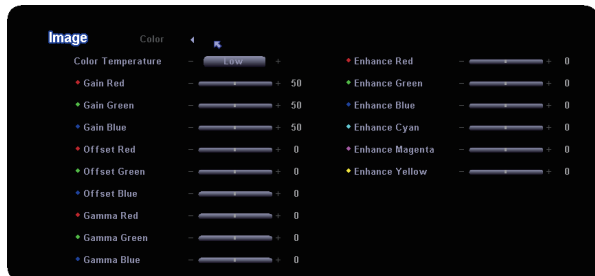 Image Color
Color Temperature - Low +
Gain Red - + 50
Gain Green - + 50
Gain Blue - + 50
Offset Red - + 0
Offset Green - + 0
Offset Blue - + 0
Gamma Red - + 0
Gamma Green - + 0
Gamma Blue - + 0
Enhance Red - + 0
Enhance Green - + 0
Enhance Blue - + 0
Enhance Cyan - + 0
Enhance Magenta - + 0
Enhance Yellow - + 0